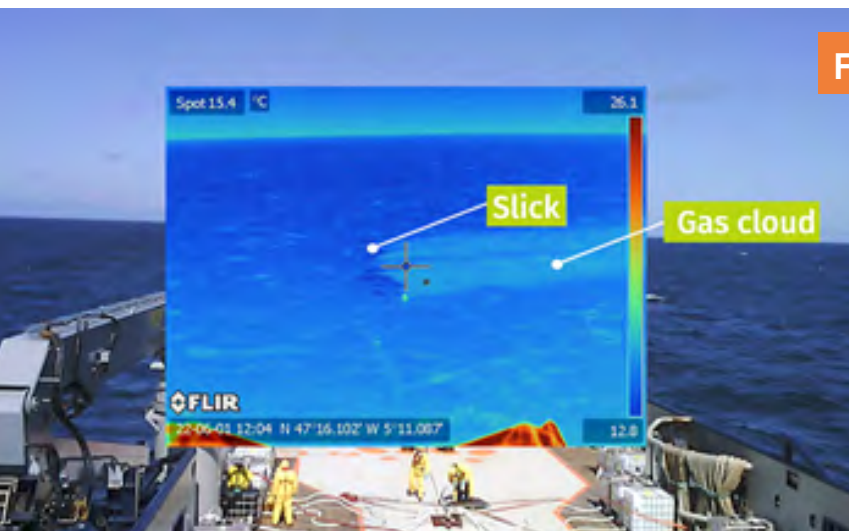 F
Spot 15.4 °C
26.1
Slick
Gas cloud
FLIR
22-06-01 12:04 N 47°16.102' W 5°11.087'
12.8